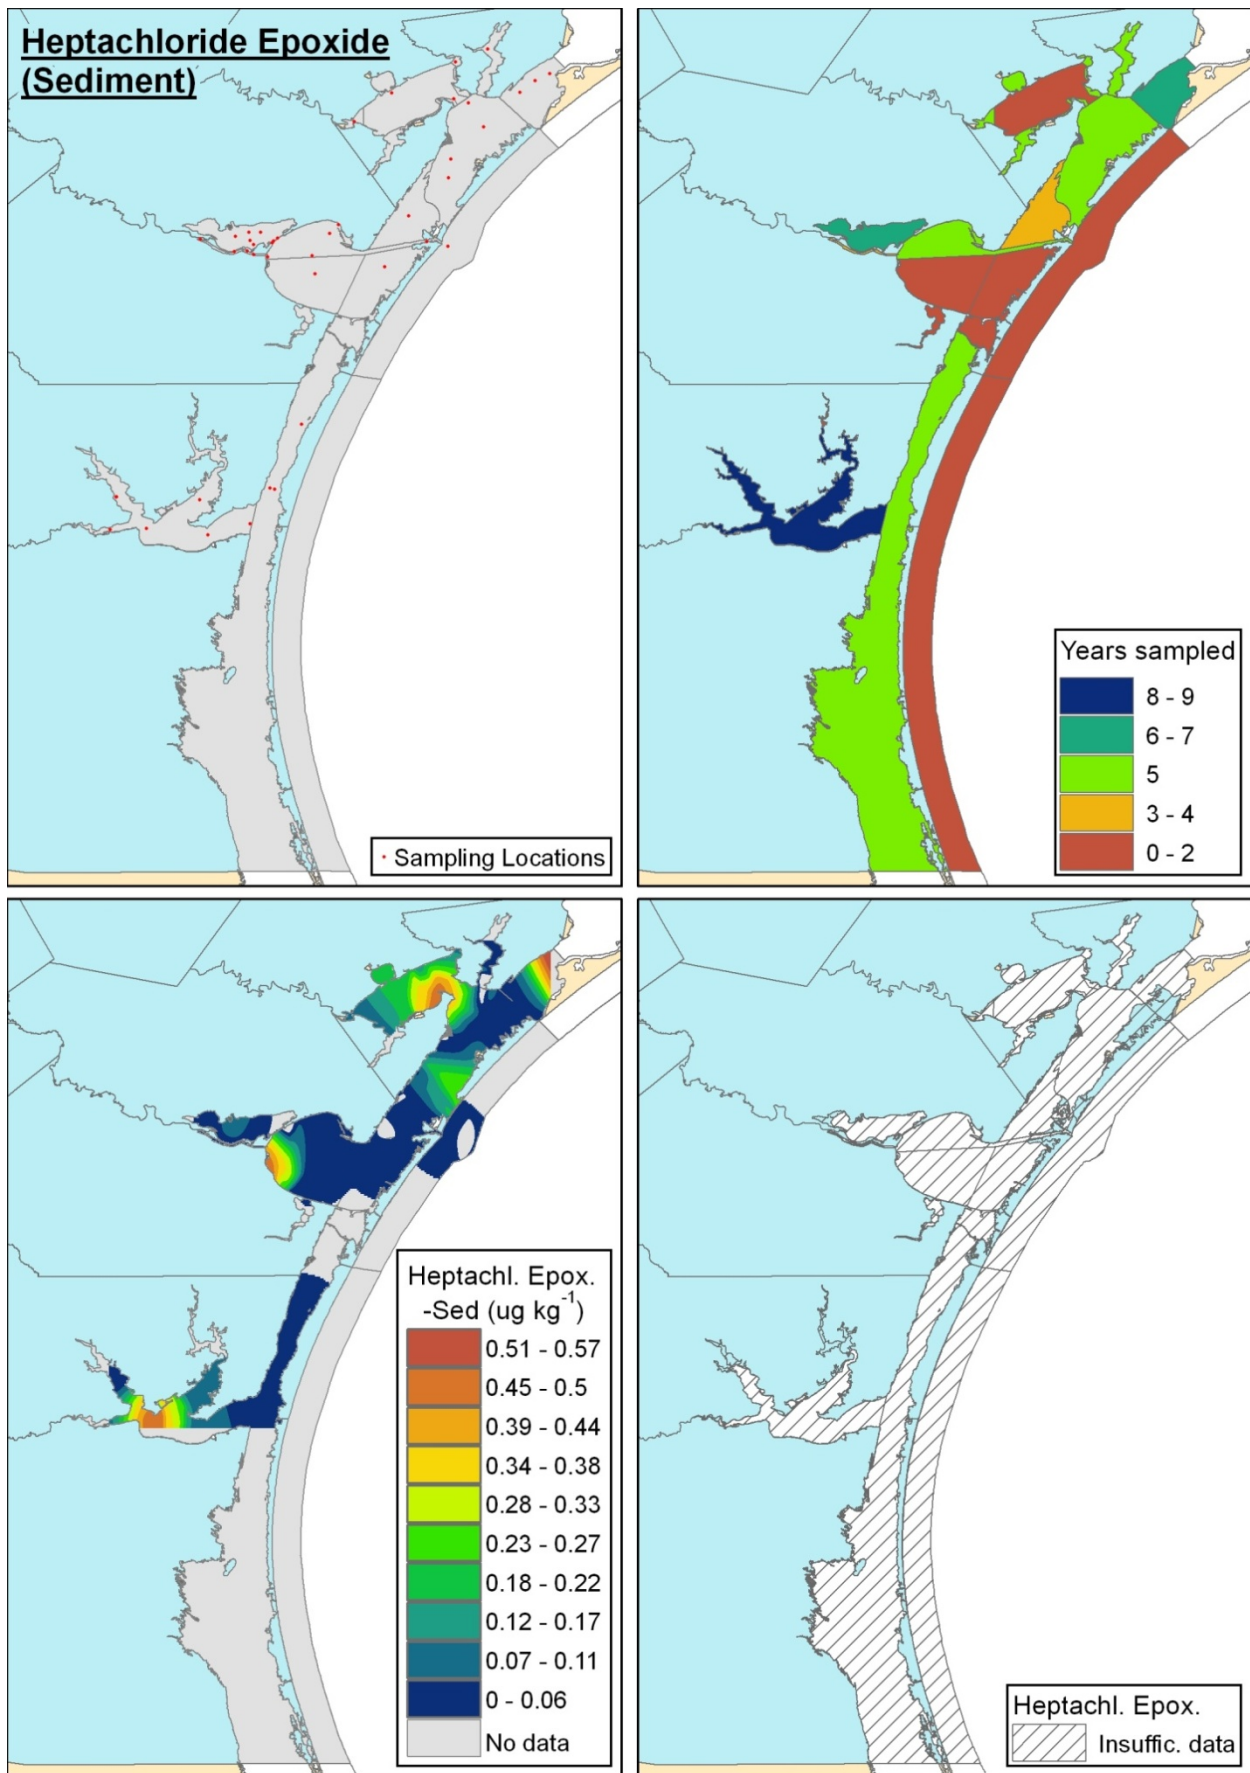 Heptachloride Epoxide
(Sediment)
Sampling Locations
Years sampled
8 - 9
6 - 7
5
3 - 4
0 - 2
Heptachl. Epox.
-Sed (ug kg⁻¹)
0.51 - 0.57
0.45 - 0.5
0.39 - 0.44
0.34 - 0.38
0.28 - 0.33
0.23 - 0.27
0.18 - 0.22
0.12 - 0.17
0.07 - 0.11
0 - 0.06
No data
Heptachl. Epox.
Insuffic. data